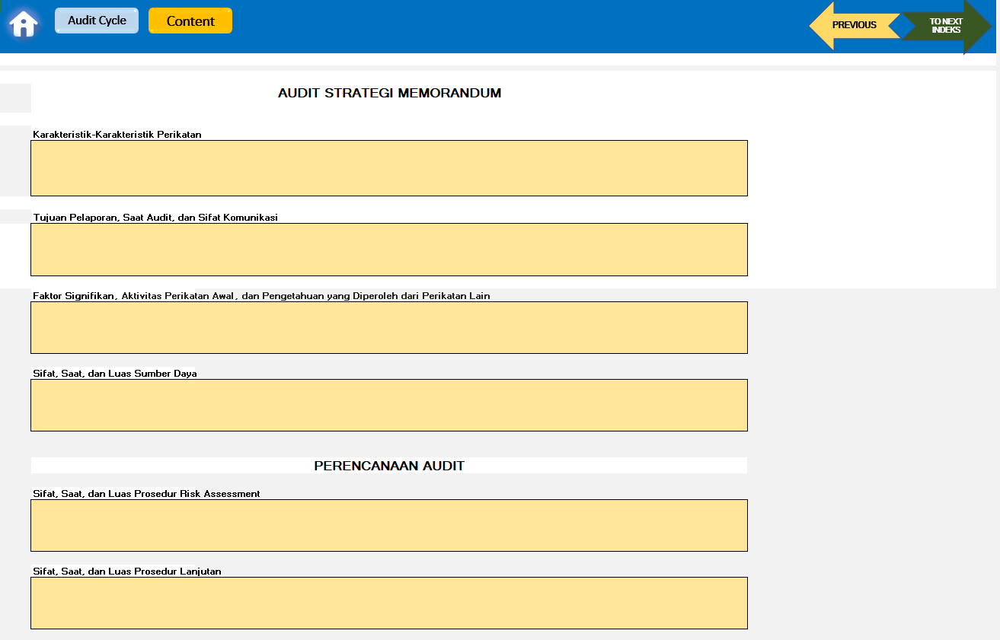 Audit Cycle
Content
PREVIOUS
TO NEXT
INDEKS
AUDIT STRATEGI MEMORANDUM
Karakteristik-Karakteristik Perikatan
Tujuan Pelaporan, Saat Audit, dan Sifat Komunikasi
Faktor Signifikan, Aktivitas Perikatan Awal, dan Pengetahuan yang Diperoleh dari Perikatan Lain
Sifat, Saat, dan Luas Sumber Daya
PERENCANAAN AUDIT
Sifat, Saat, dan Luas Prosedur Risk Assessment
Sifat, Saat, dan Luas Prosedur Lanjutan